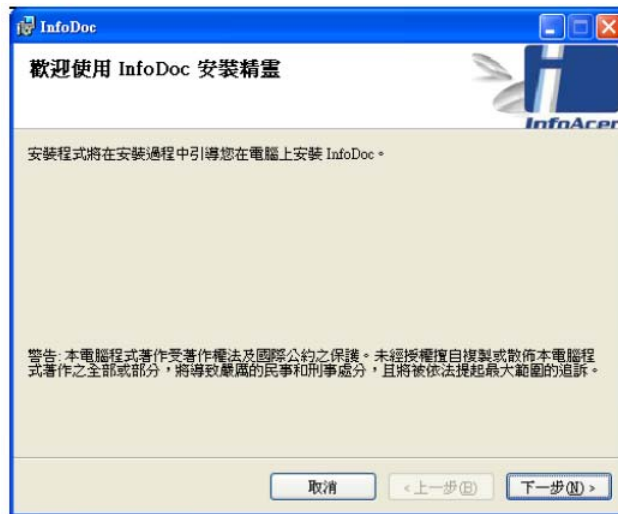 InfoDoc
歡迎使用 InfoDoc 安裝精靈
InfoAcer
安裝程式將在安裝過程中引導您在電腦上安裝 InfoDoc。
警告: 本電腦程式著作受著作權法及國際公約之保護。未經授權擅自複製或散佈本電腦程
式著作之全部或部分，將導致嚴厲的民事和刑事處分，且將被依法提起最大範圍的追訴。
取消
<上一步(B)
下一步(N) >